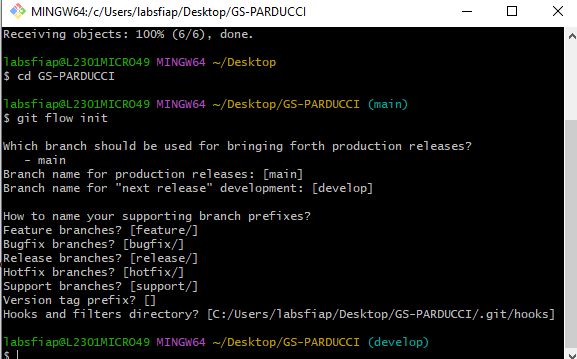 MINGW64:/c/Users/labsfiap/Desktop/GS-PARDUCCI
Receiving objects: 100% (6/6), done.
labsfiap@L2301MICRO49 MINGW64 ~/Desktop
$ cd GS-PARDUCCI
labsfiap@L2301MICRO49 MINGW64 ~/Desktop/GS-PARDUCCI (main)
$ git flow init
Which branch should be used for bringing forth production releases?
- main
Branch name for production releases: [main]
Branch name for "next release" development: [develop]
How to name your supporting branch prefixes?
Feature branches? [feature/]
Bugfix branches? [bugfix/]
Release branches? [release/]
Hotfix branches? [hotfix/]
Support branches? [support/]
Version tag prefix? []
Hooks and filters directory? [C:/Users/labsfiap/Desktop/GS-PARDUCCI/.git/hooks]
labsfiap@L2301MICRO49 MINGW64 ~/Desktop/GS-PARDUCCI (develop)
$